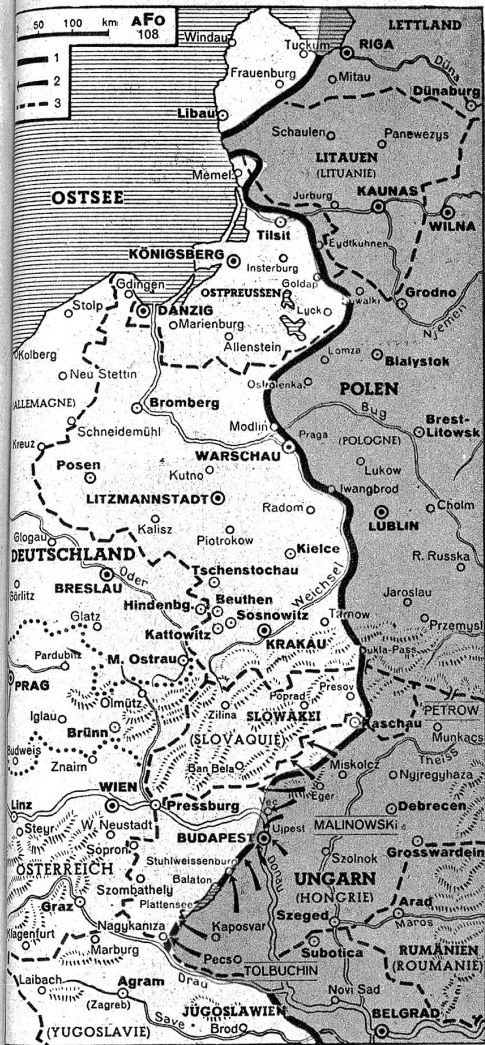 50 100 km
AFO
108
1
2
3
LETTLAND
Windau
Tuckum
RIGA
Düna
Frauenburg
Mitau
Dünaburg
Libau
Schaulen
Panewezys
LITAUEN
(LITUANIE)
Memel
OSTSEE
Jurburg
KAUNAS
WILNA
Tilsit
Eydtkuhnen
KÖNIGSBERG
Insterburg
Gdingen
Goldap
OSTPREUSSEN
Suwalki
Grodno
Stolp
DANZIG
Marienburg
Lyck
Njemen
Allenstein
Kolberg
Lomza
Bialystok
Neu Stettin
Ostrolenka
POLEN
(ALLEMAGNE)
Bromberg
Bug
Schneidemühl
Modlin
Praga
(POLOGNE)
Brest-
Litowsk
Kreuz
WARSCHAU
Posen
Kutno
Lukow
LITZMANNSTADT
Iwangbrod
Radom
LUBLIN
Cholm
Kalisz
Piotrokow
Glogau
DEUTSCHLAND
Kielce
Oder
Tschenstochau
R. Russka
BRESLAU
Weichsel
Görlitz
Hindenbg.
Beuthen
Jaroslau
Glatz
Sosnowitz
Tarnow
Przemysl
Kattowitz
KRAKAU
Pardubitz
Dukla-Pass
M. Ostrau
PRAG
Olmütz
Poprad
Presov
Iglau
Zilina
SLOWAKEI
PETROW
Brünn
(SLOVAQUIE)
Kaschau
Munkacs
Budweis
Znaim
Theiss
Ban Bela
Miskolcz
Nyjregyhaza
Eger
WIEN
Linz
Pressburg
Vec
Debrecen
Steyr
W. Neustadt
Ujpest
MALINOWSKI
BUDAPEST
Sopron
Szolnok
Grosswardein
Stuhlweissenburg
ÖSTERREICH
Donau
Balaton
Szombathely
UNGARN
Plattensee
(HONGRIE)
Graz
Arad
Szeged
Maros
Klagenfurt
Nagykaniza
Kaposvar
Marburg
Subotica
RUMÄNIEN
Pecs
(ROUMANIE)
TOLBUCHIN
Laibach
Agram
Drau
(Zagreb)
Novi Sad
JUGOSLAWIEN
Save
(YUGOSLAVIE)
Brod
BELGRAD